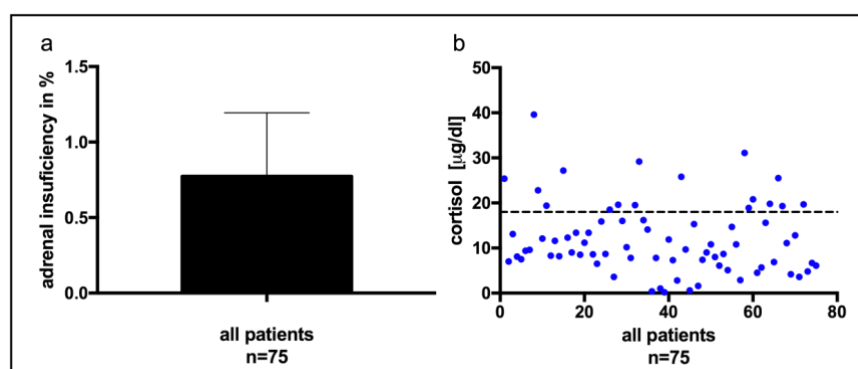 a
adrenal insuficiency in %
1.5
1.0
0.5
0.0
all patients
n=75
b
cortisol [µg/dl]
50
40
30
20
10
0
0 20 40 60 80
all patients
n=75